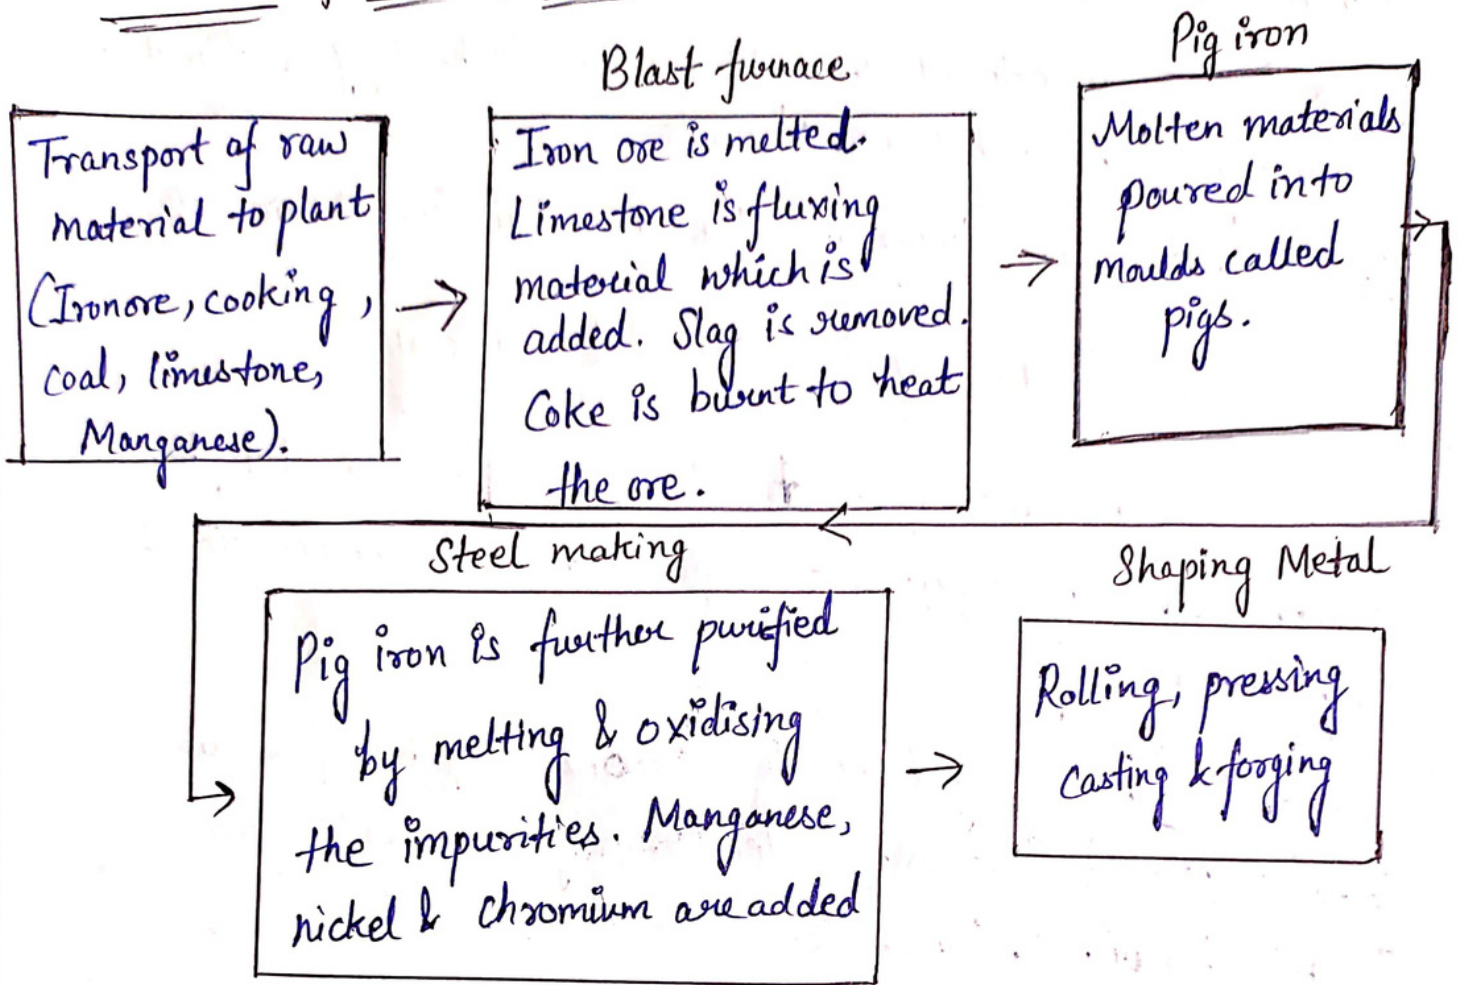 Transport of raw
material to plant
(Ironore, cooking,
coal, limestone,
Manganese).
Blast furnace
Iron ore is melted.
Limestone is fluxing
material which is
added. Slag is removed.
Coke is burnt to heat
the ore.
Pig iron
Molten materials
poured into
moulds called
pigs.
Steel making
Pig iron is further purified
by melting & oxidising
the impurities. Manganese,
nickel & chromium are added
Shaping Metal
Rolling, pressing
Casting & forging